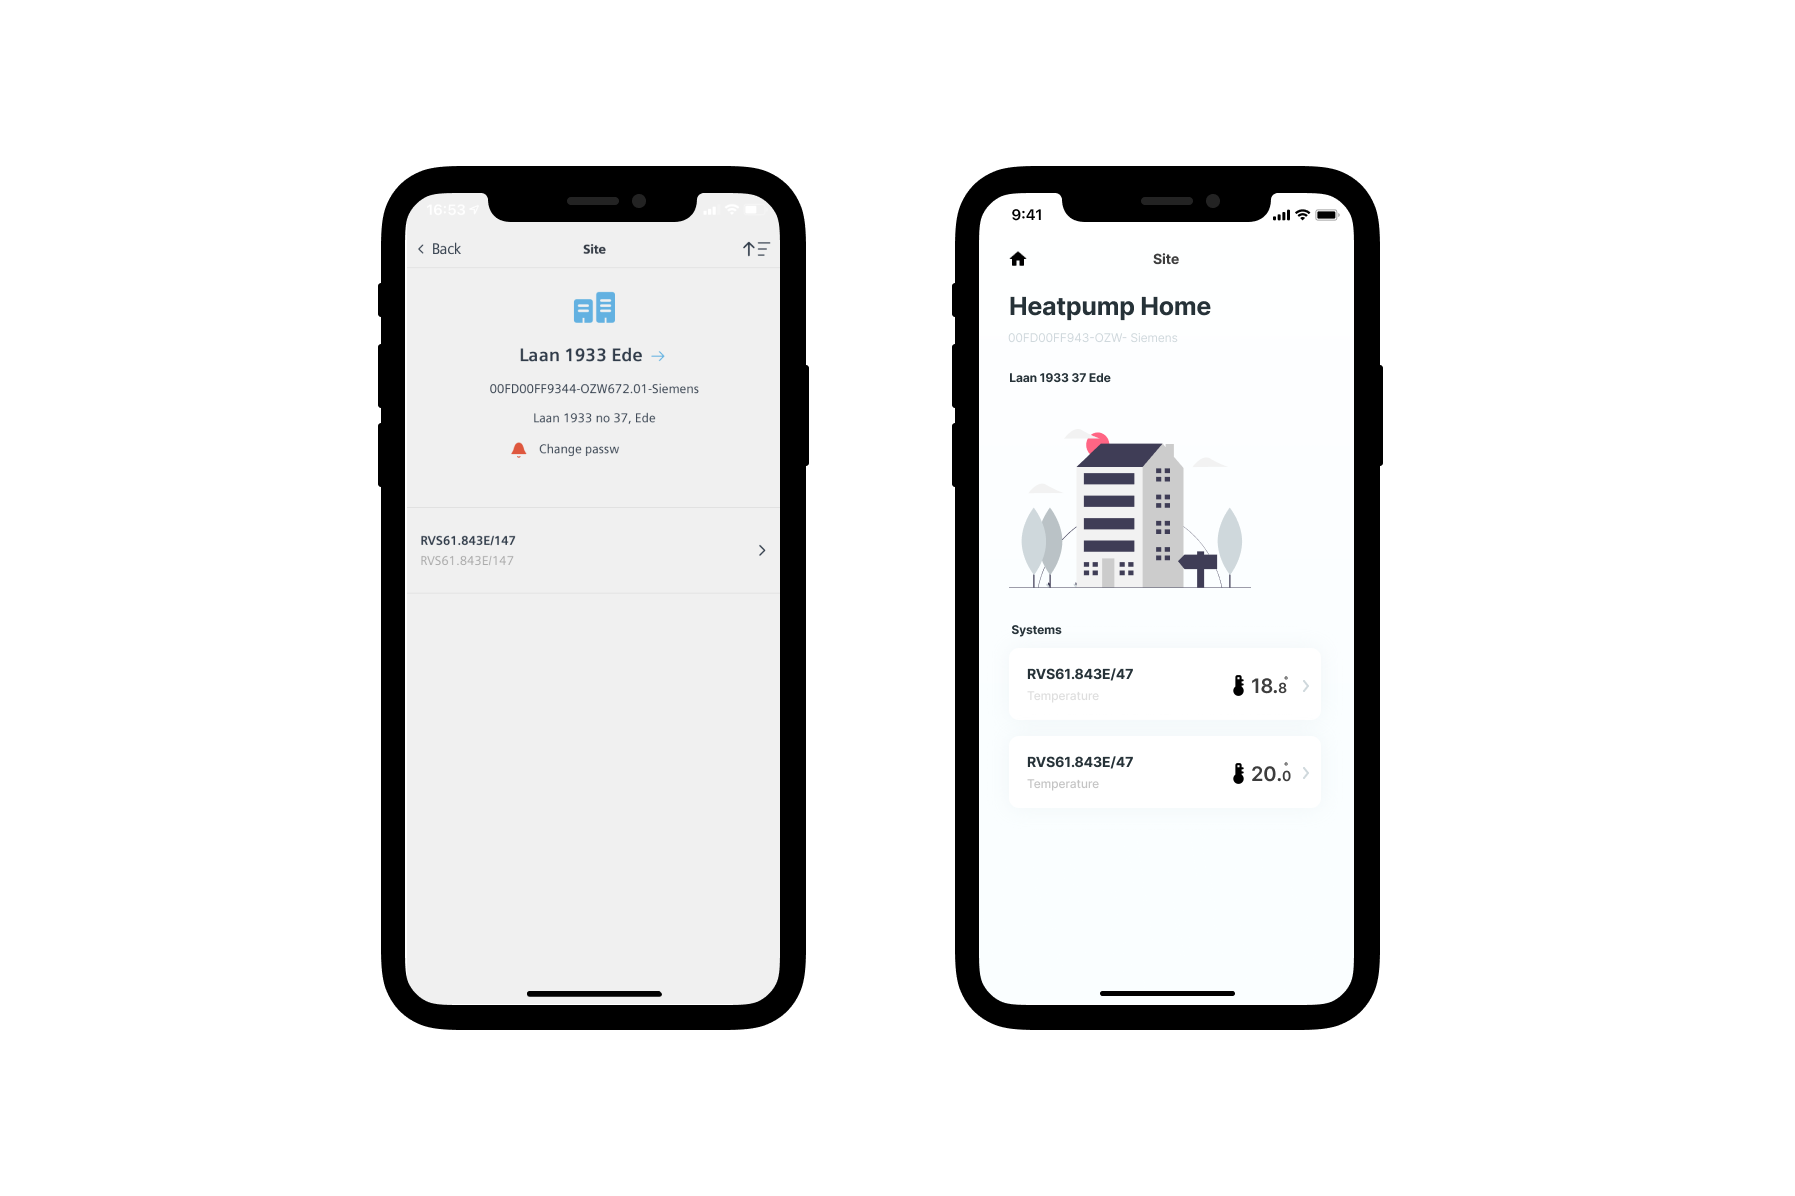 16:53
Back
Site
Laan 1933 Ede
00FD00FF9344-OZW672.01-Siemens
Laan 1933 no 37, Ede
Change passw
RVS61.843E/147
RVS61.843E/147
9:41
Site
Heatpump Home
00FD00FF943-OZW- Siemens
Laan 1933 37 Ede
Systems
RVS61.843E/47
Temperature
18.8°
RVS61.843E/47
Temperature
20.0°